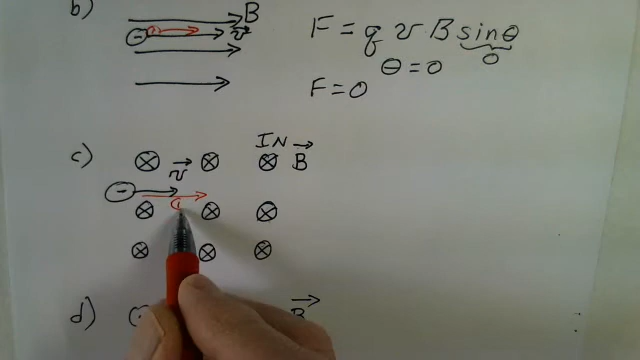 b) B
⊖ v
F = q v B sinθ
0
θ = 0
F = 0
c) IN B
v
⊖
d) B